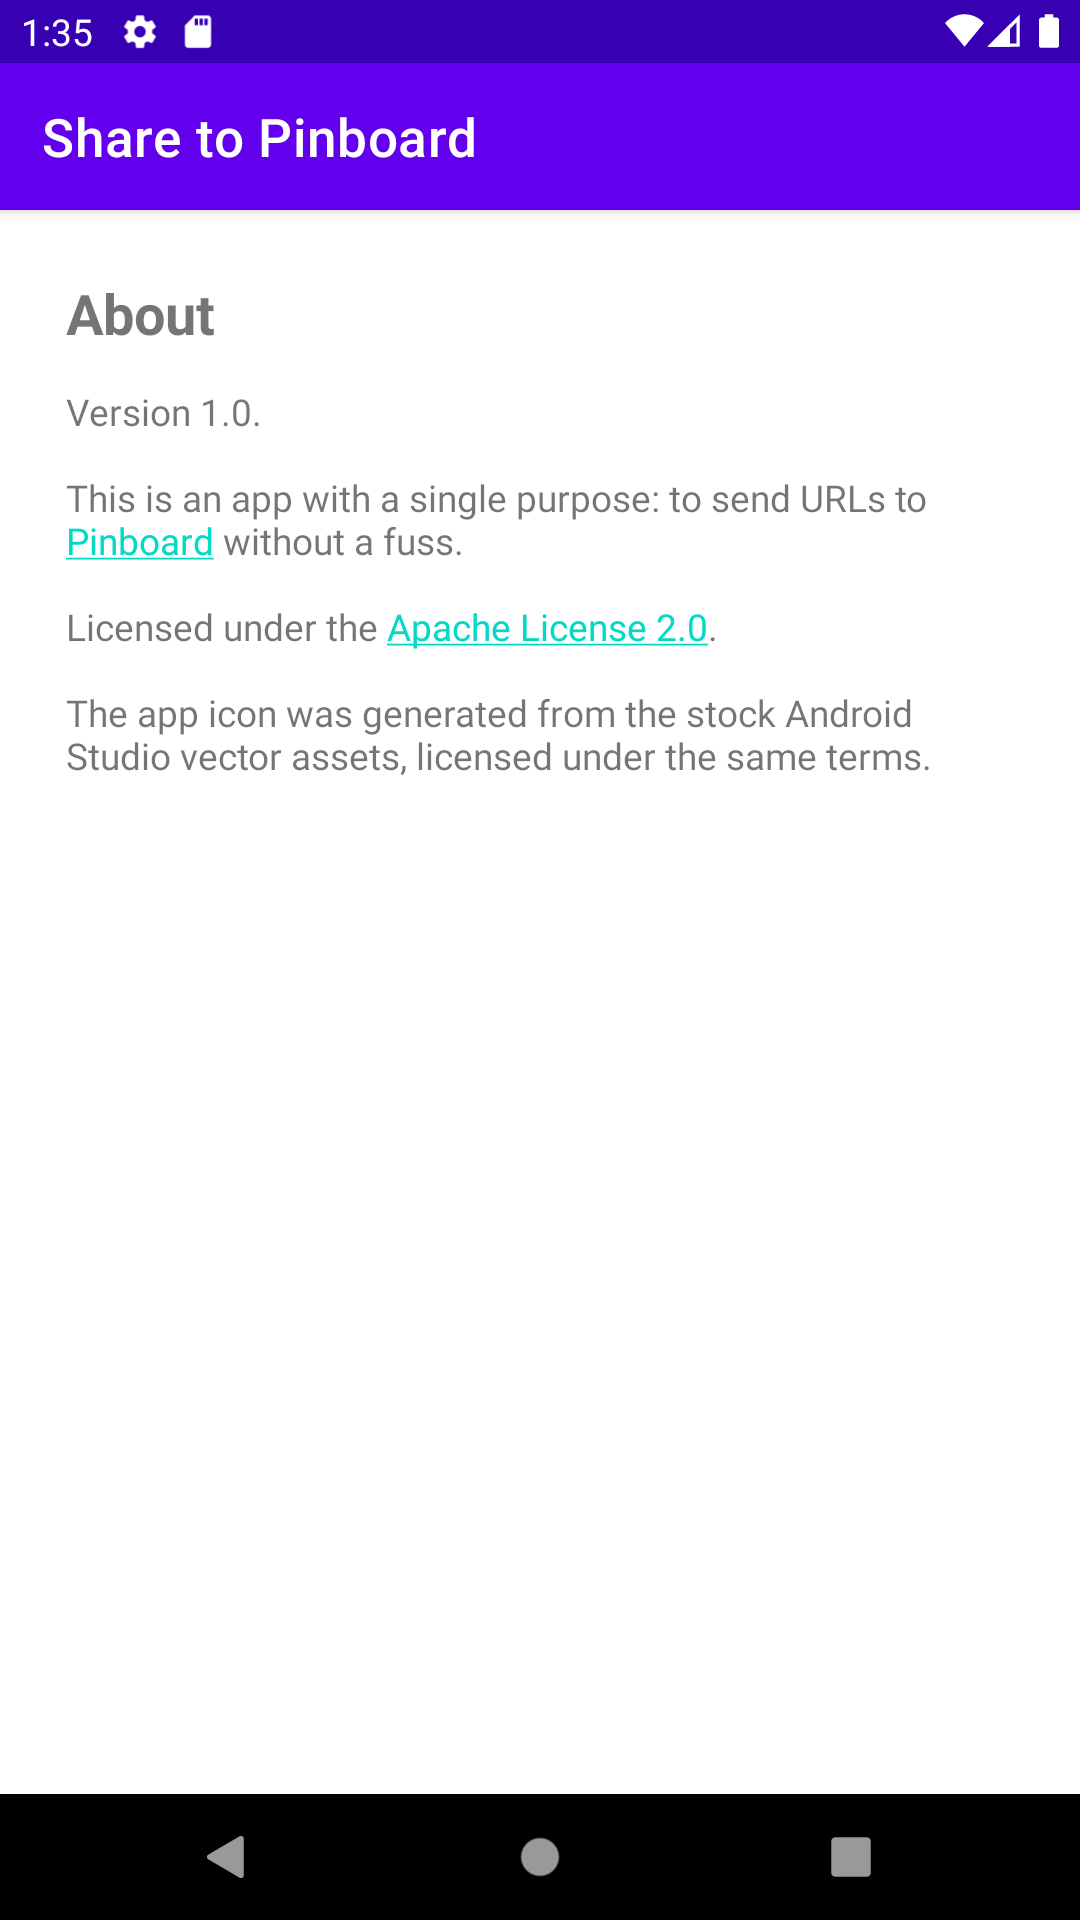 1:35
Share to Pinboard
About
Version 1.0.
This is an app with a single purpose: to send URLs to
Pinboard without a fuss.
Licensed under the Apache License 2.0.
The app icon was generated from the stock Android
Studio vector assets, licensed under the same terms.